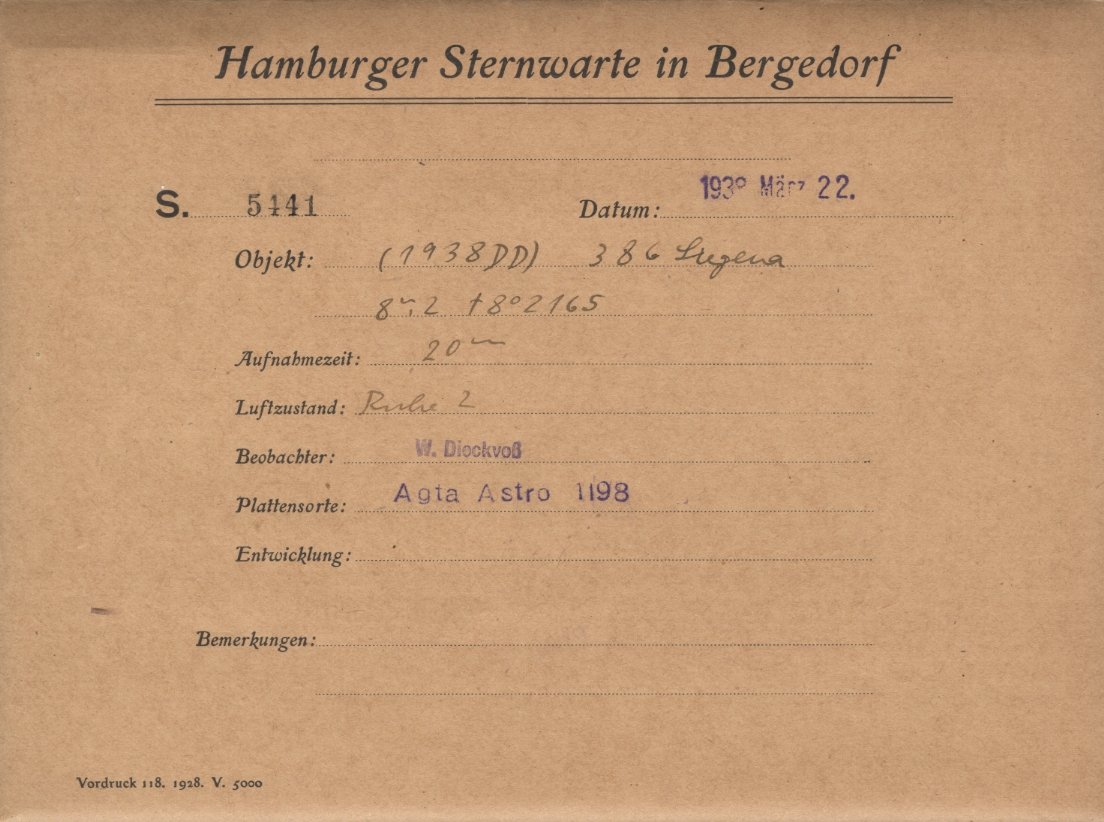 Hamburger Sternwarte in Bergedorf
S. 5441 Datum: 1938 März 22.
Objekt: (1938 DD) 386 Siegena
8m,2 +8°2165
Aufnahmezeit: 20m
Luftzustand: Ruhe 2
Beobachter: W. Dieckvoß
Plattensorte: Agfa Astro 1198
Entwicklung:
Bemerkungen:
Vordruck 118. 1928. V. 5000